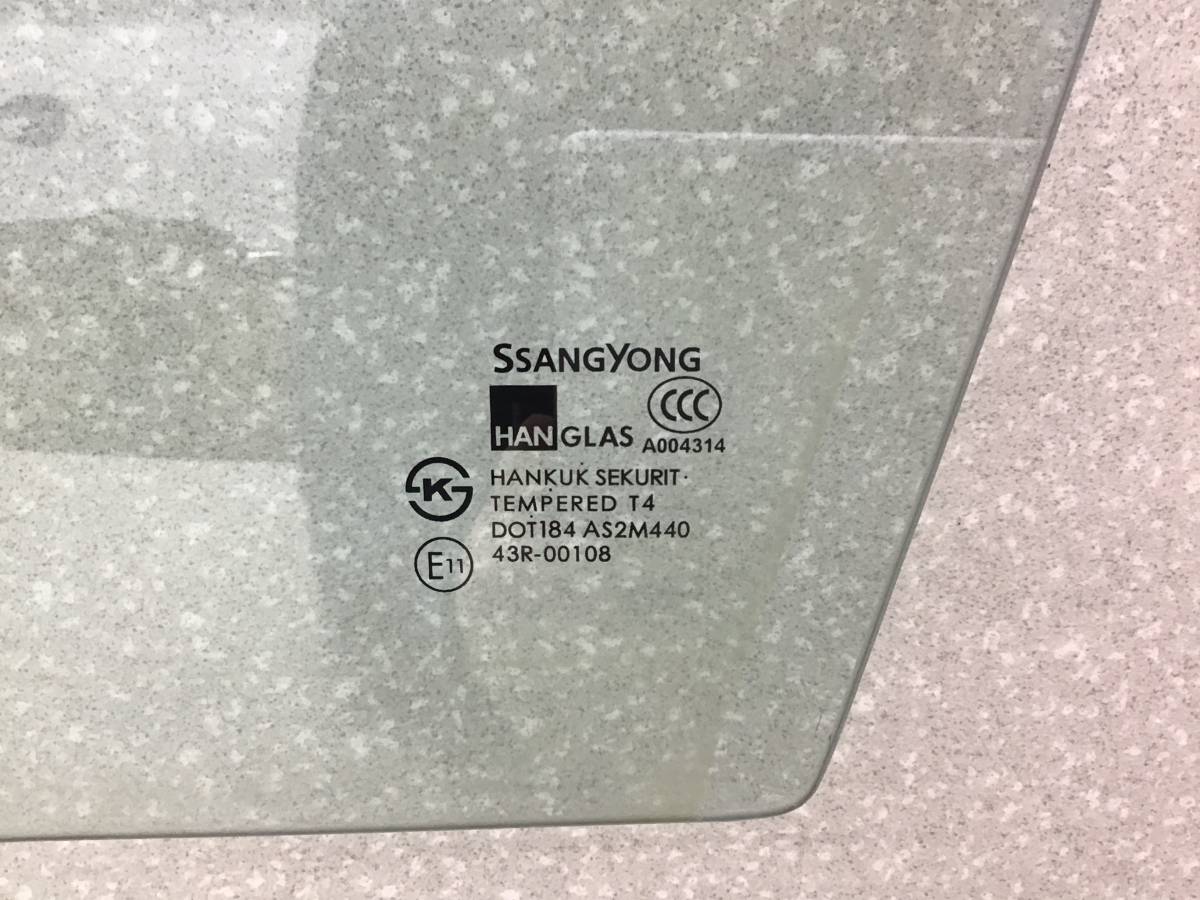 SSANGYONG
HANGLAS
CCC
A004314
K
HANKUK SEKURIT
TEMPERED T4
DOT184 AS2M440
E11
43R-00108